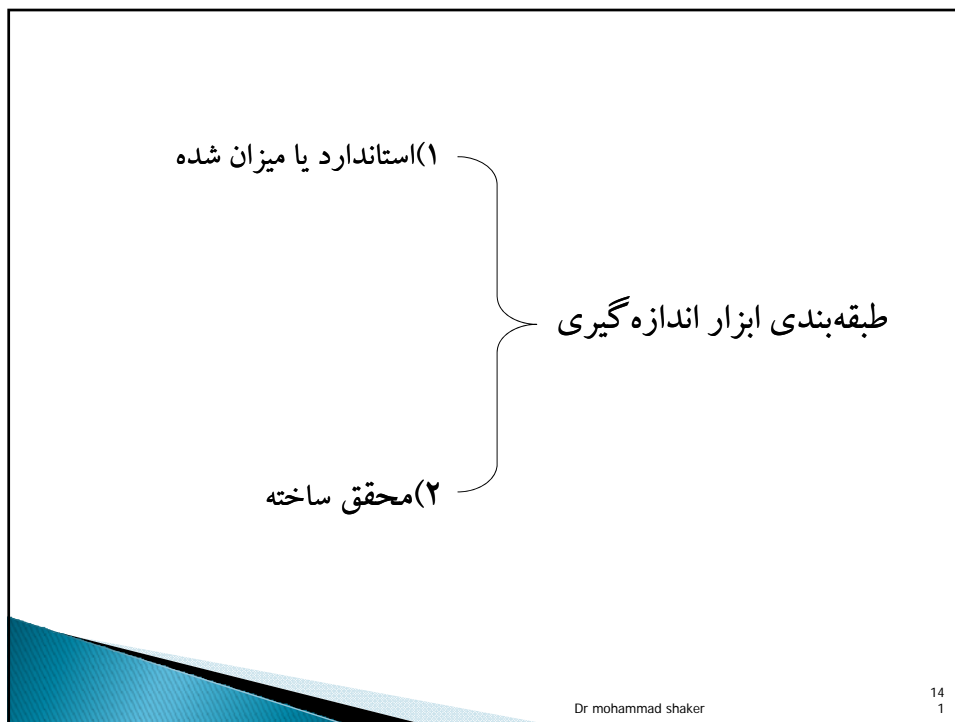 ۱)استاندارد یا میزان شده
طبقه‌بندی ابزار اندازه‌گیری
۲)محقق ساخته
Dr mohammad shaker
14
1